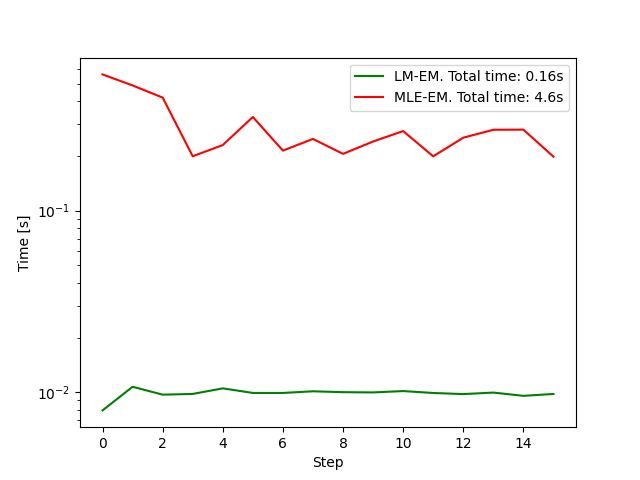 LM-EM. Total time: 0.16s
MLE-EM. Total time: 4.6s
Time [s]
10⁻¹
10⁻²
0 2 4 6 8 10 12 14
Step